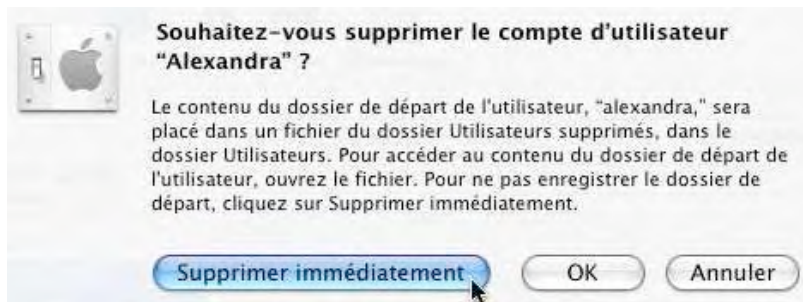 Souhaitez-vous supprimer le compte d'utilisateur
“Alexandra” ?
Le contenu du dossier de départ de l'utilisateur, “alexandra,” sera
placé dans un fichier du dossier Utilisateurs supprimés, dans le
dossier Utilisateurs. Pour accéder au contenu du dossier de départ de
l'utilisateur, ouvrez le fichier. Pour ne pas enregistrer le dossier de
départ, cliquez sur Supprimer immédiatement.
Supprimer immédiatement OK Annuler